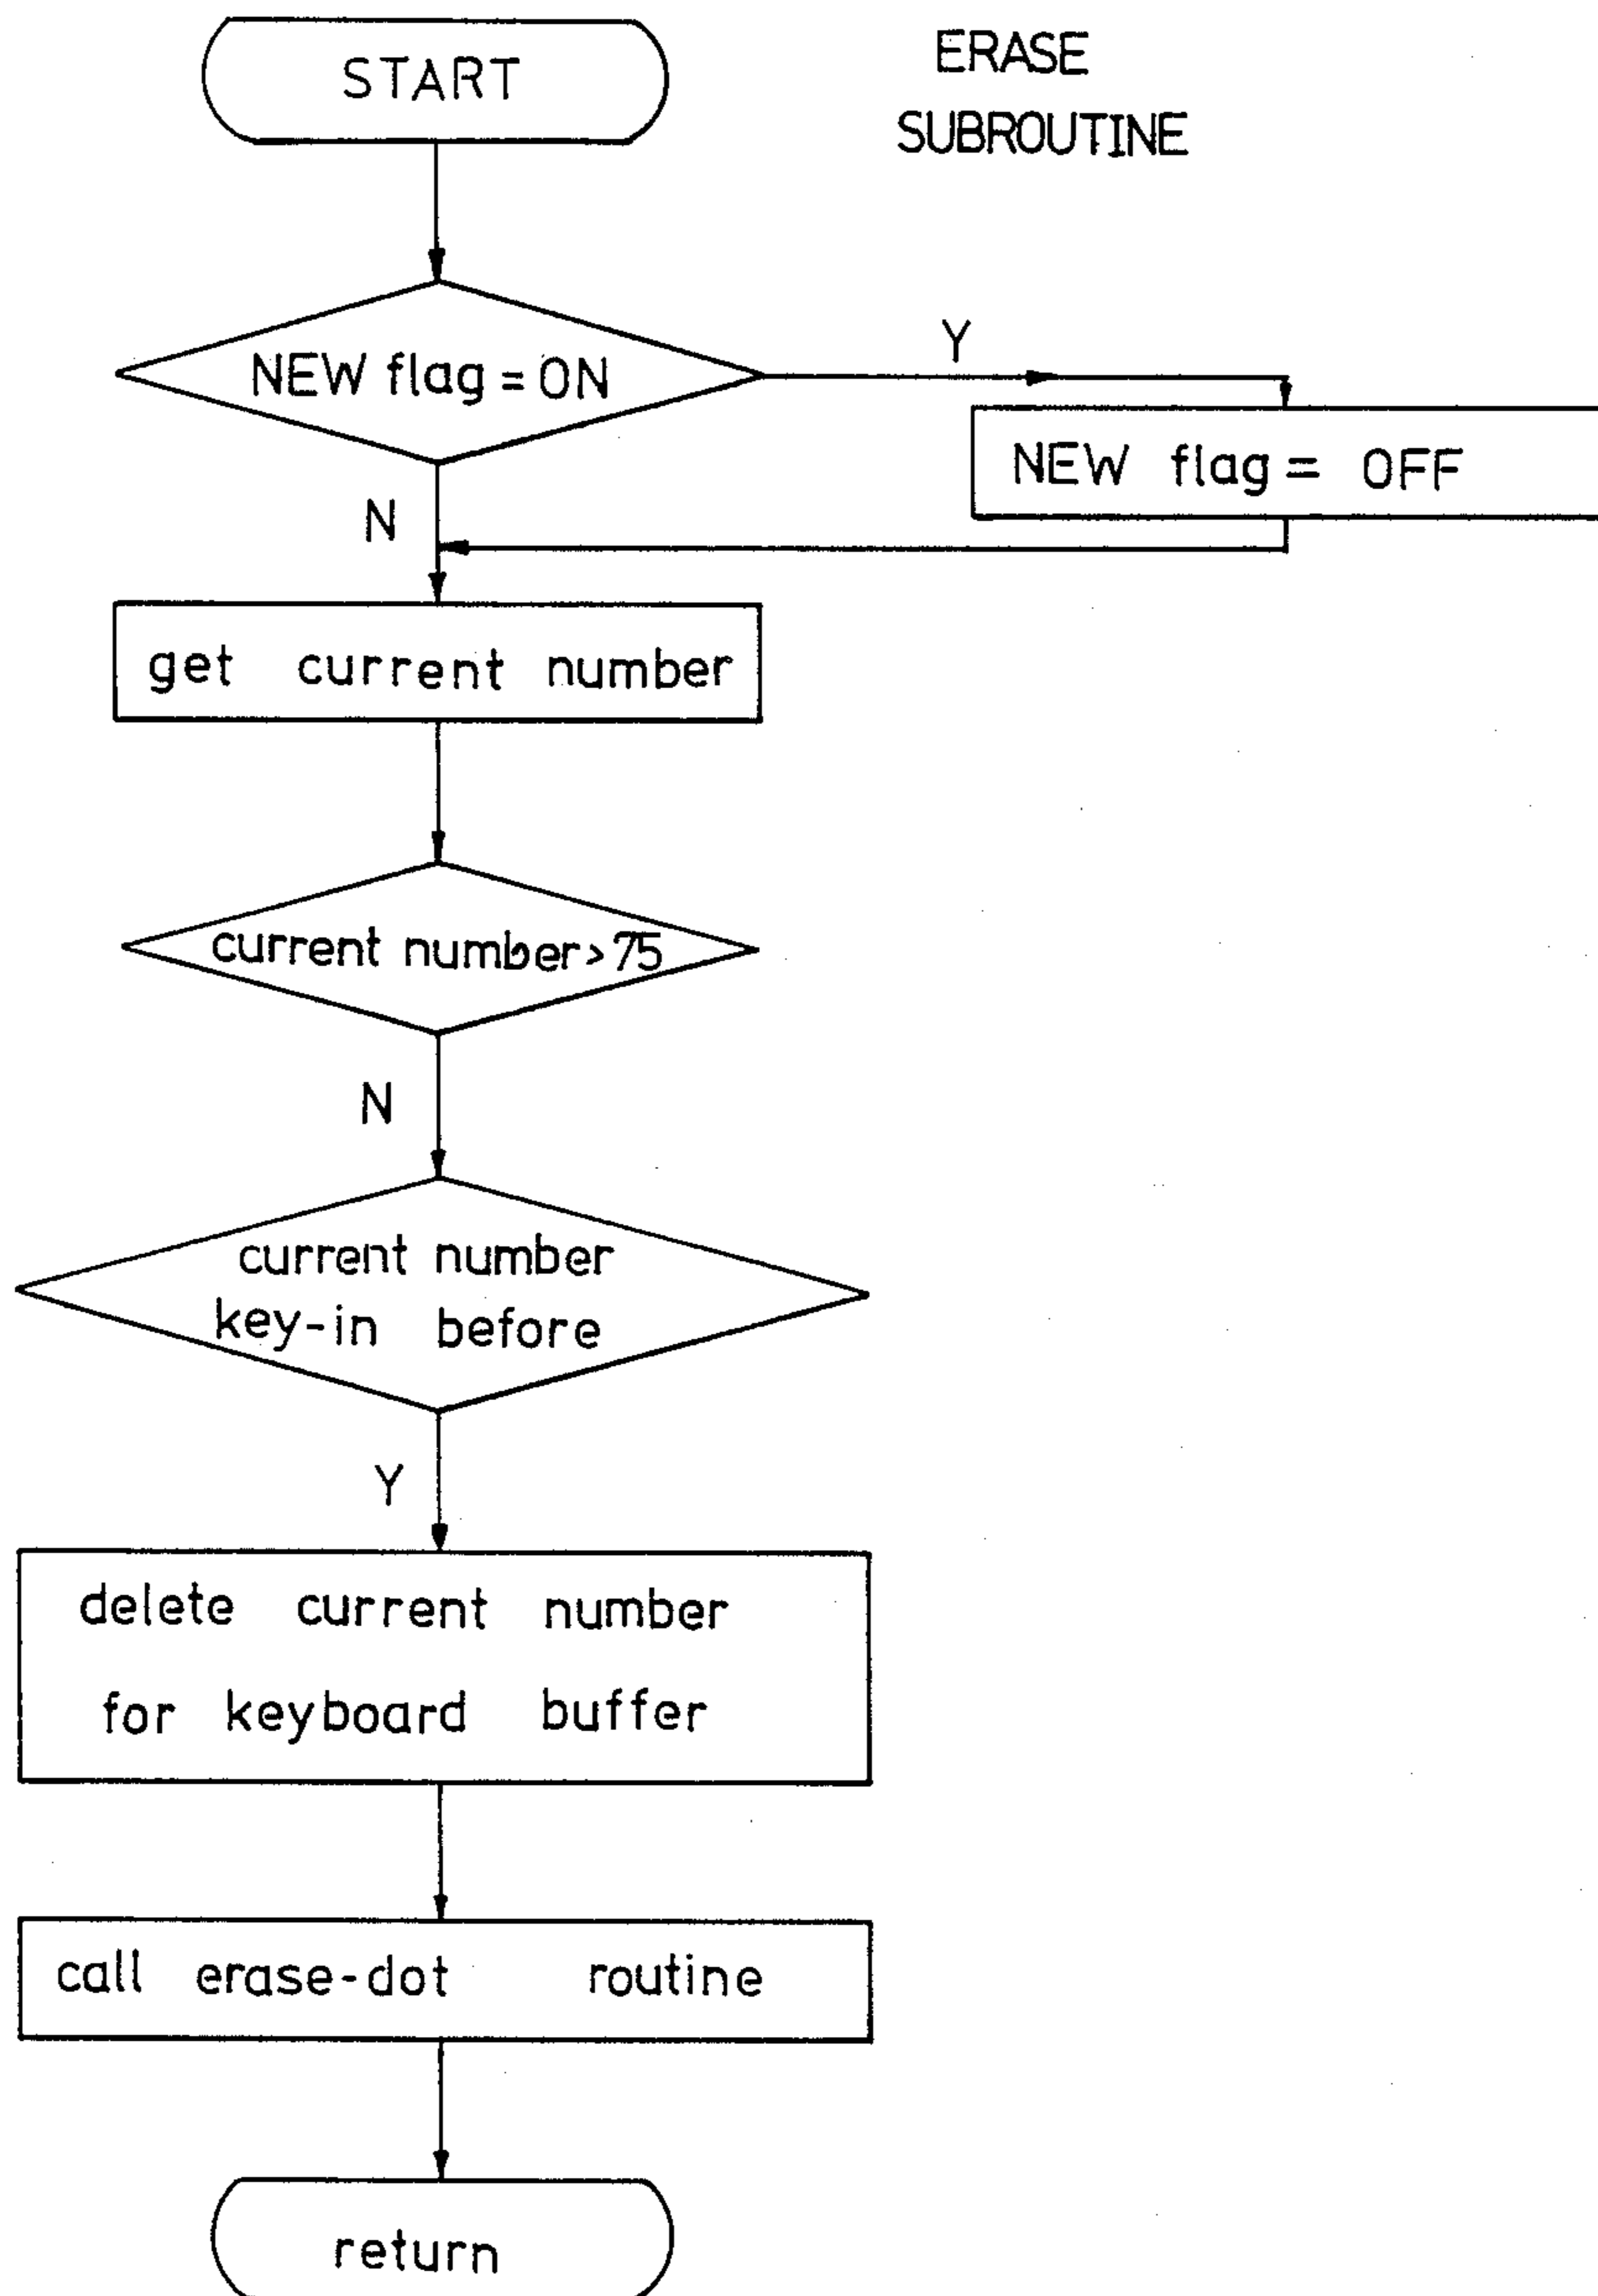 START
ERASE
SUBROUTINE
NEW flag = ON
Y
NEW flag = OFF
N
get current number
current number > 75
N
current number
key-in before
Y
delete current number
for keyboard buffer
call erase-dot routine
return